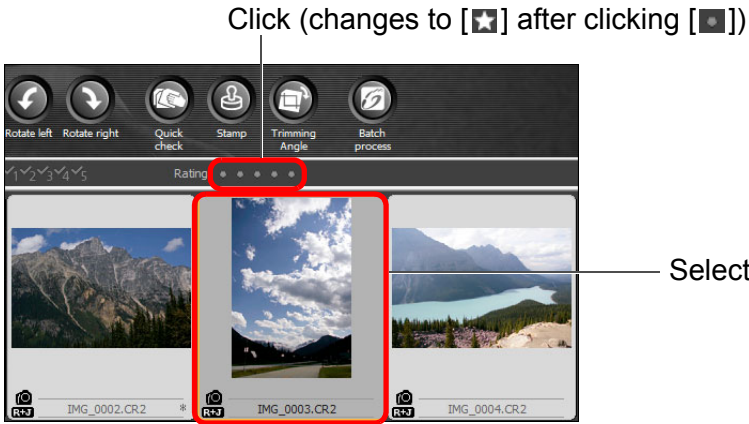 Click (changes to [★] after clicking [•])
Rotate left Rotate right Quick check Stamp Trimming Angle Batch process
1 2 3 4 5 Rating
Select
R+J IMG_0002.CR2 * R+J IMG_0003.CR2 R+J IMG_0004.CR2